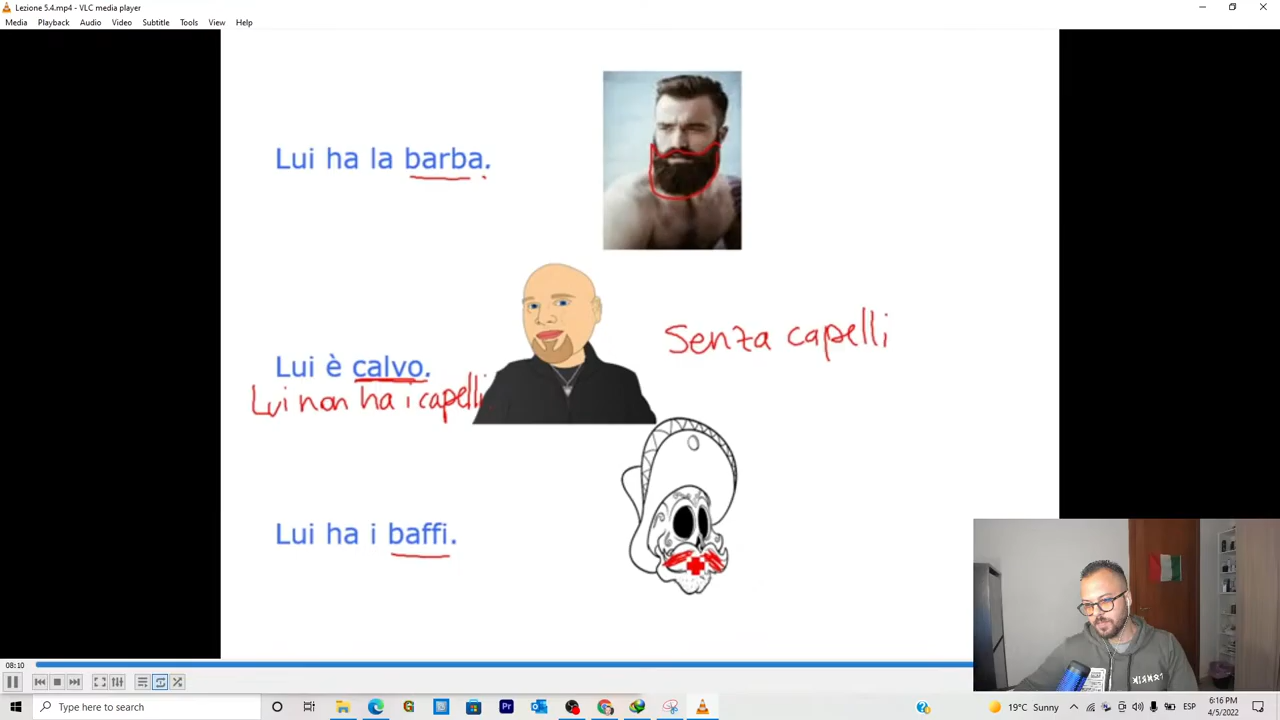 Lezione 5.4.mp4 - VLC media player
Media Playback Audio Video Subtitle Tools View Help
Lui ha la barba.
Senza capelli
Lui è calvo.
Lui non ha i capelli
Lui ha i baffi.
08:10
Type here to search
19°C Sunny
ESP
6:16 PM
4/5/2022